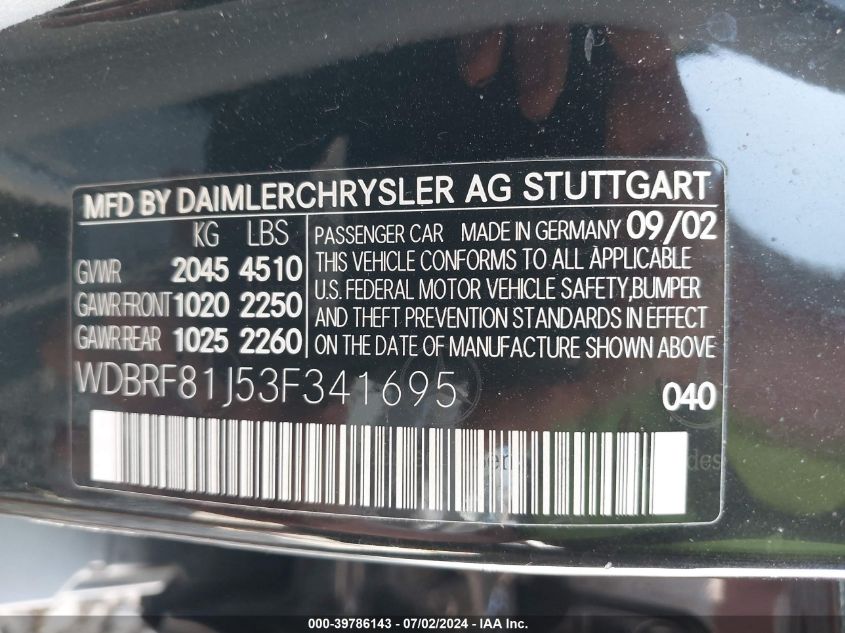 MFD BY DAIMLERCHRYSLER AG STUTTGART
KG LBS
GVWR 2045 4510
GAWR FRONT 1020 2250
GAWR REAR 1025 2260
PASSENGER CAR MADE IN GERMANY 09/02
THIS VEHICLE CONFORMS TO ALL APPLICABLE
U.S. FEDERAL MOTOR VEHICLE SAFETY, BUMPER
AND THEFT PREVENTION STANDARDS IN EFFECT
ON THE DATE OF MANUFACTURE SHOWN ABOVE
WDBRF81J53F341695
040
000-39786143 - 07/02/2024 - IAA Inc.